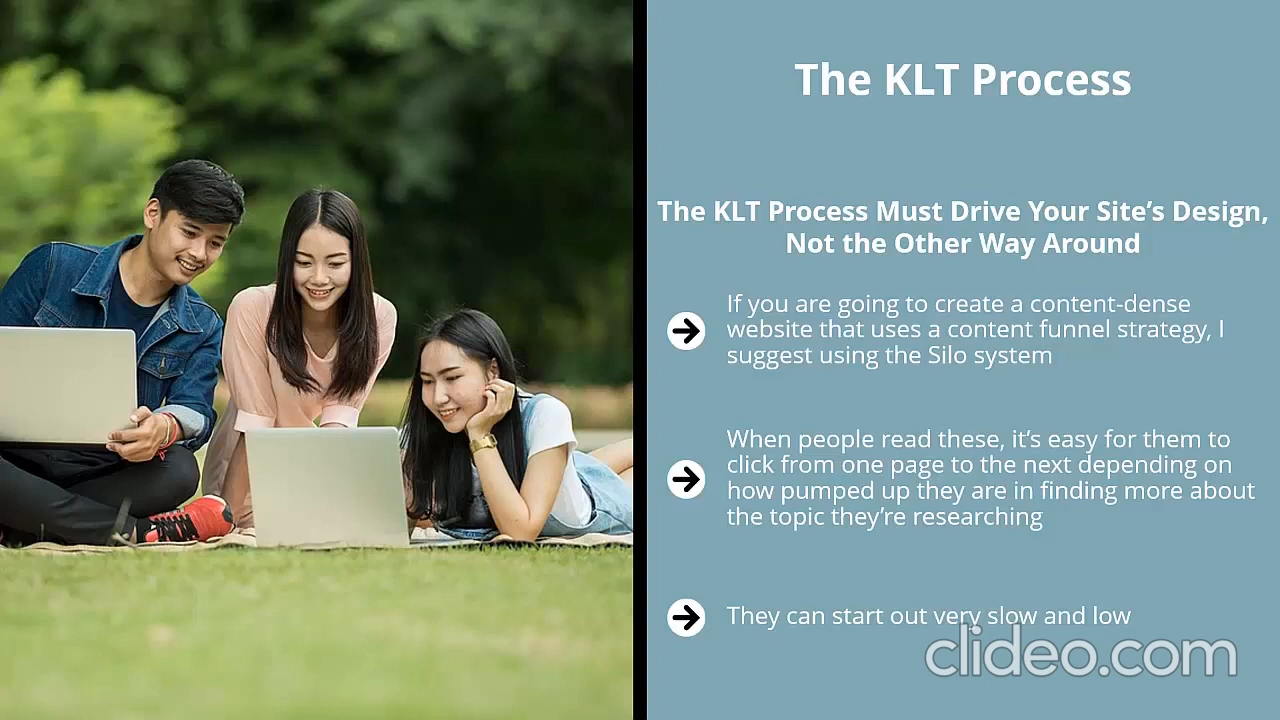 The KLT Process
The KLT Process Must Drive Your Site’s Design,
Not the Other Way Around
If you are going to create a content-dense
website that uses a content funnel strategy, I
suggest using the Silo system
When people read these, it’s easy for them to
click from one page to the next depending on
how pumped up they are in finding more about
the topic they’re researching
They can start out very slow and low
clideo.com